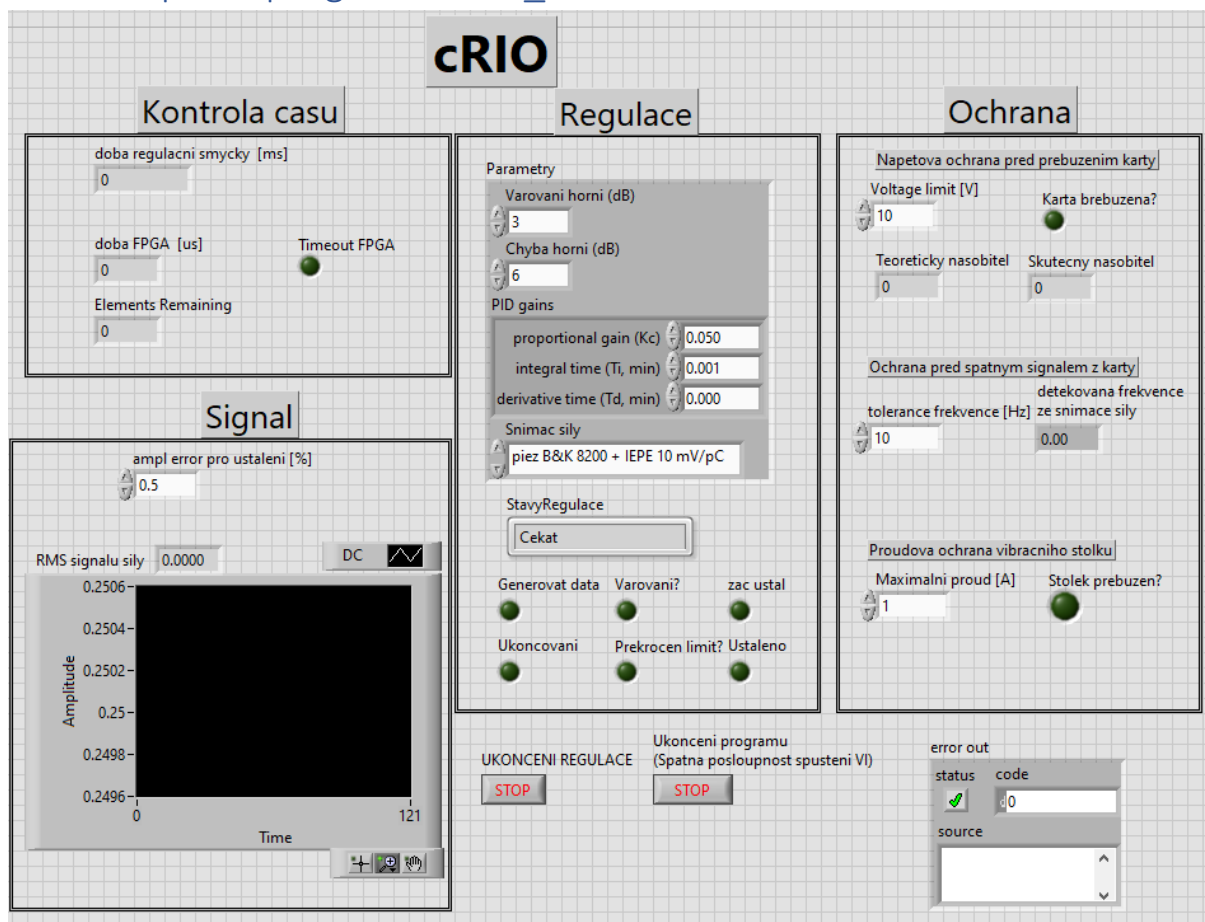 cRIO
Kontrola casu
doba regulacni smycky [ms]
0
doba FPGA [us]
Timeout FPGA
0
Elements Remaining
0
Signal
ampl error pro ustaleni [%]
0.5
RMS signalu sily 0.0000
DC
0.2506
0.2504
0.2502
0.25
0.2498
0.2496
Amplitude
0
121
Time
Regulace
Parametry
Varovani horni (dB)
3
Chyba horni (dB)
6
PID gains
proportional gain (Kc) 0.050
integral time (Ti, min) 0.001
derivative time (Td, min) 0.000
Snimac sily
piez B&K 8200 + IEPE 10 mV/pC
StavyRegulace
Cekat
Generovat data Varovani? zac ustal
Ukoncovani Prekrocen limit? Ustaleno
UKONCENI REGULACE
STOP
Ukonceni programu
(Spatna posloupnost spusteni VI)
STOP
Ochrana
Napetova ochrana pred prebuzenim karty
Voltage limit [V]
10
Karta brebuzena?
Teoreticky nasobitel Skutecny nasobitel
0 0
Ochrana pred spatnym signalem z karty
tolerance frekvence [Hz]
10
detekovana frekvence
ze snimace sily
0.00
Proudova ochrana vibracniho stolku
Maximalni proud [A]
1
Stolek prebuzen?
error out
status code
d 0
source